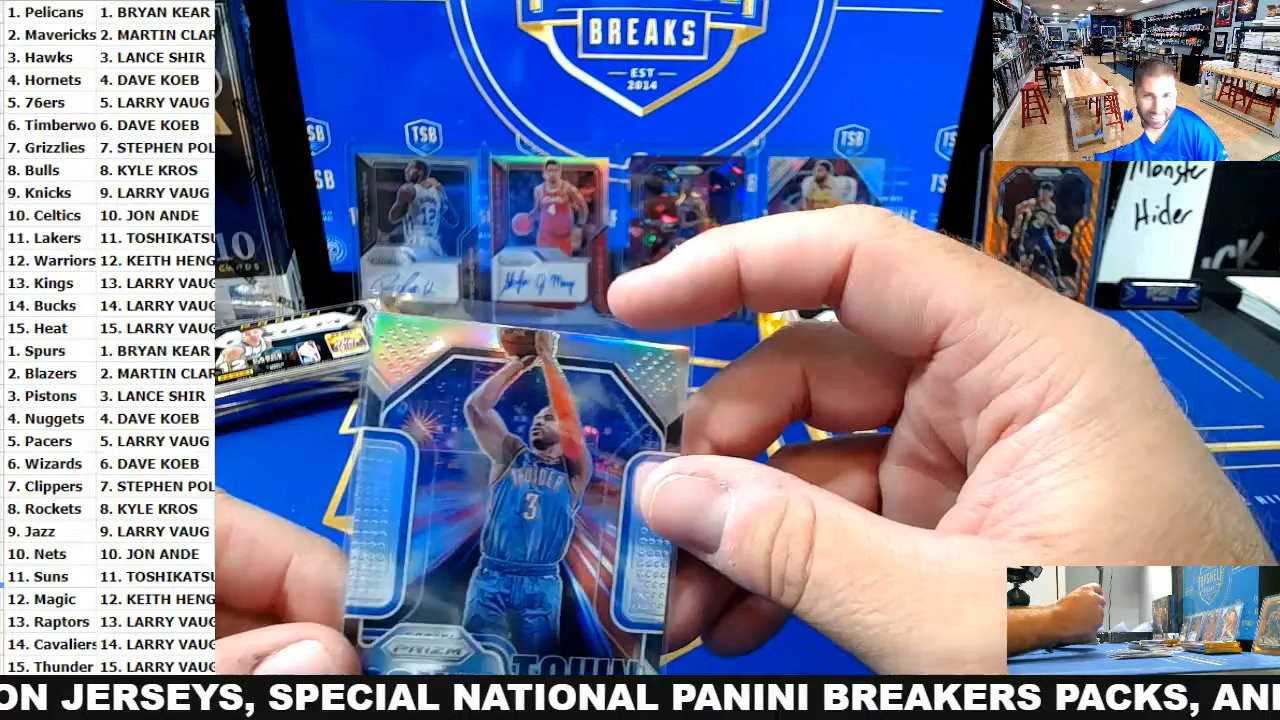 1. Pelicans 1. BRYAN KEAR
2. Mavericks 2. MARTIN CLAR
3. Hawks 3. LANCE SHIR
4. Hornets 4. DAVE KOEB
5. 76ers 5. LARRY VAUG
6. Timberwo 6. DAVE KOEB
7. Grizzlies 7. STEPHEN POL
8. Bulls 8. KYLE KROS
9. Knicks 9. LARRY VAUG
10. Celtics 10. JON ANDE
11. Lakers 11. TOSHIKATSU
12. Warriors 12. KEITH HENG
13. Kings 13. LARRY VAUG
14. Bucks 14. LARRY VAUG
15. Heat 15. LARRY VAUG
1. Spurs 1. BRYAN KEAR
2. Blazers 2. MARTIN CLAR
3. Pistons 3. LANCE SHIR
4. Nuggets 4. DAVE KOEB
5. Pacers 5. LARRY VAUG
6. Wizards 6. DAVE KOEB
7. Clippers 7. STEPHEN POL
8. Rockets 8. KYLE KROS
9. Jazz 9. LARRY VAUG
10. Nets 10. JON ANDE
11. Suns 11. TOSHIKATSU
12. Magic 12. KEITH HENG
13. Raptors 13. LARRY VAUG
14. Cavaliers 14. LARRY VAUG
15. Thunder 15. LARRY VAUG
BREAKS
EST
2014
TSB
TSB
TSB
SB
Monster
Hider
10
12
4
THUNDER
3
PRIZM
ON JERSEYS, SPECIAL NATIONAL PANINI BREAKERS PACKS, AND